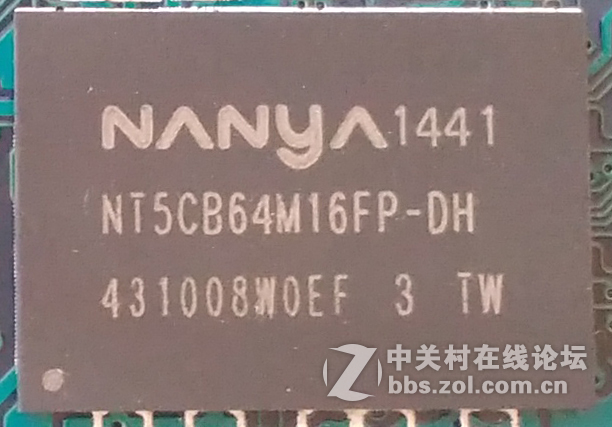 NANYA 1441
NT5CB64M16FP-DH
431008W0EF 3 TW
Z
中关村在线论坛
bbs.zol.com.cn